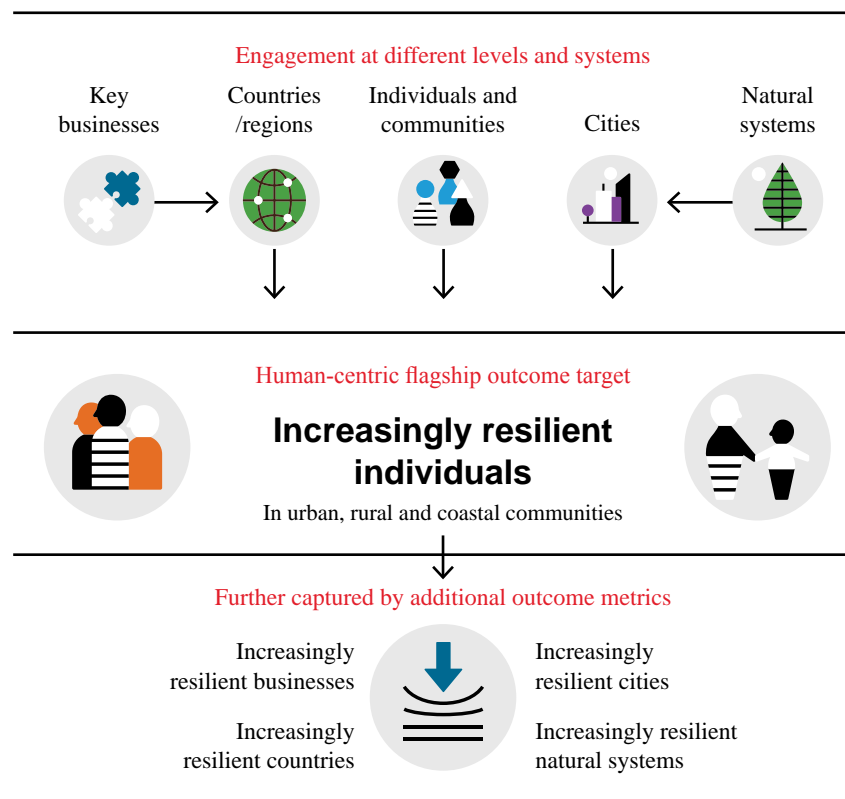 Engagement at different levels and systems
Key
businesses
Countries
/regions
Individuals and
communities
Cities
Natural
systems
Human-centric flagship outcome target
Increasingly resilient
individuals
In urban, rural and coastal communities
Further captured by additional outcome metrics
Increasingly
resilient businesses
Increasingly
resilient cities
Increasingly
resilient countries
Increasingly resilient
natural systems